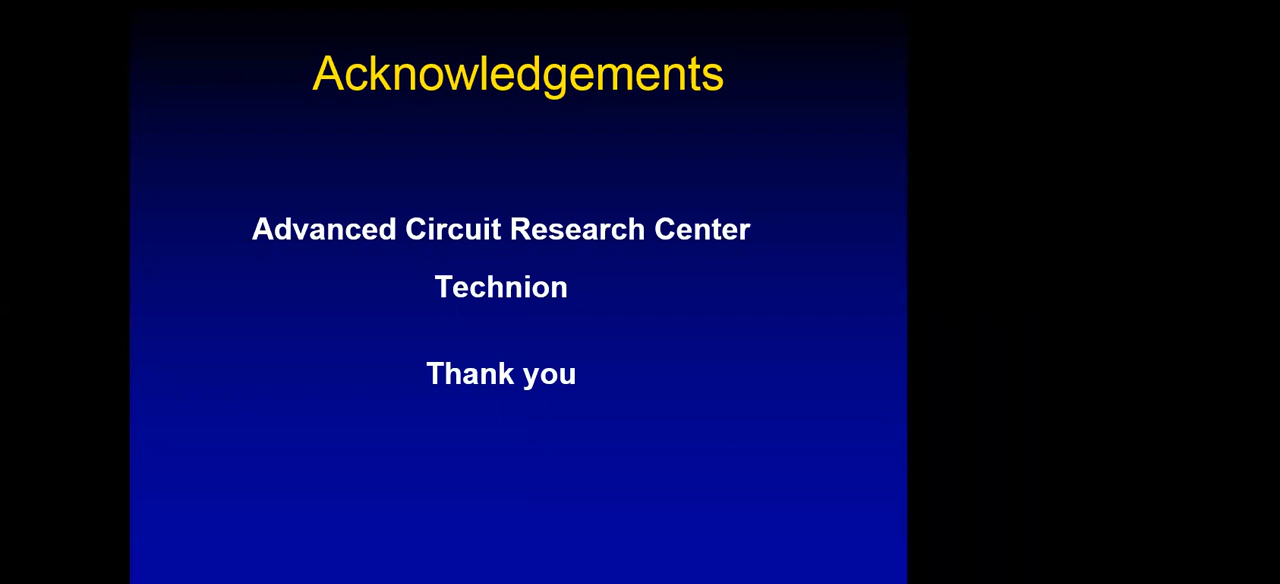 Acknowledgements
Advanced Circuit Research Center
Technion
Thank you